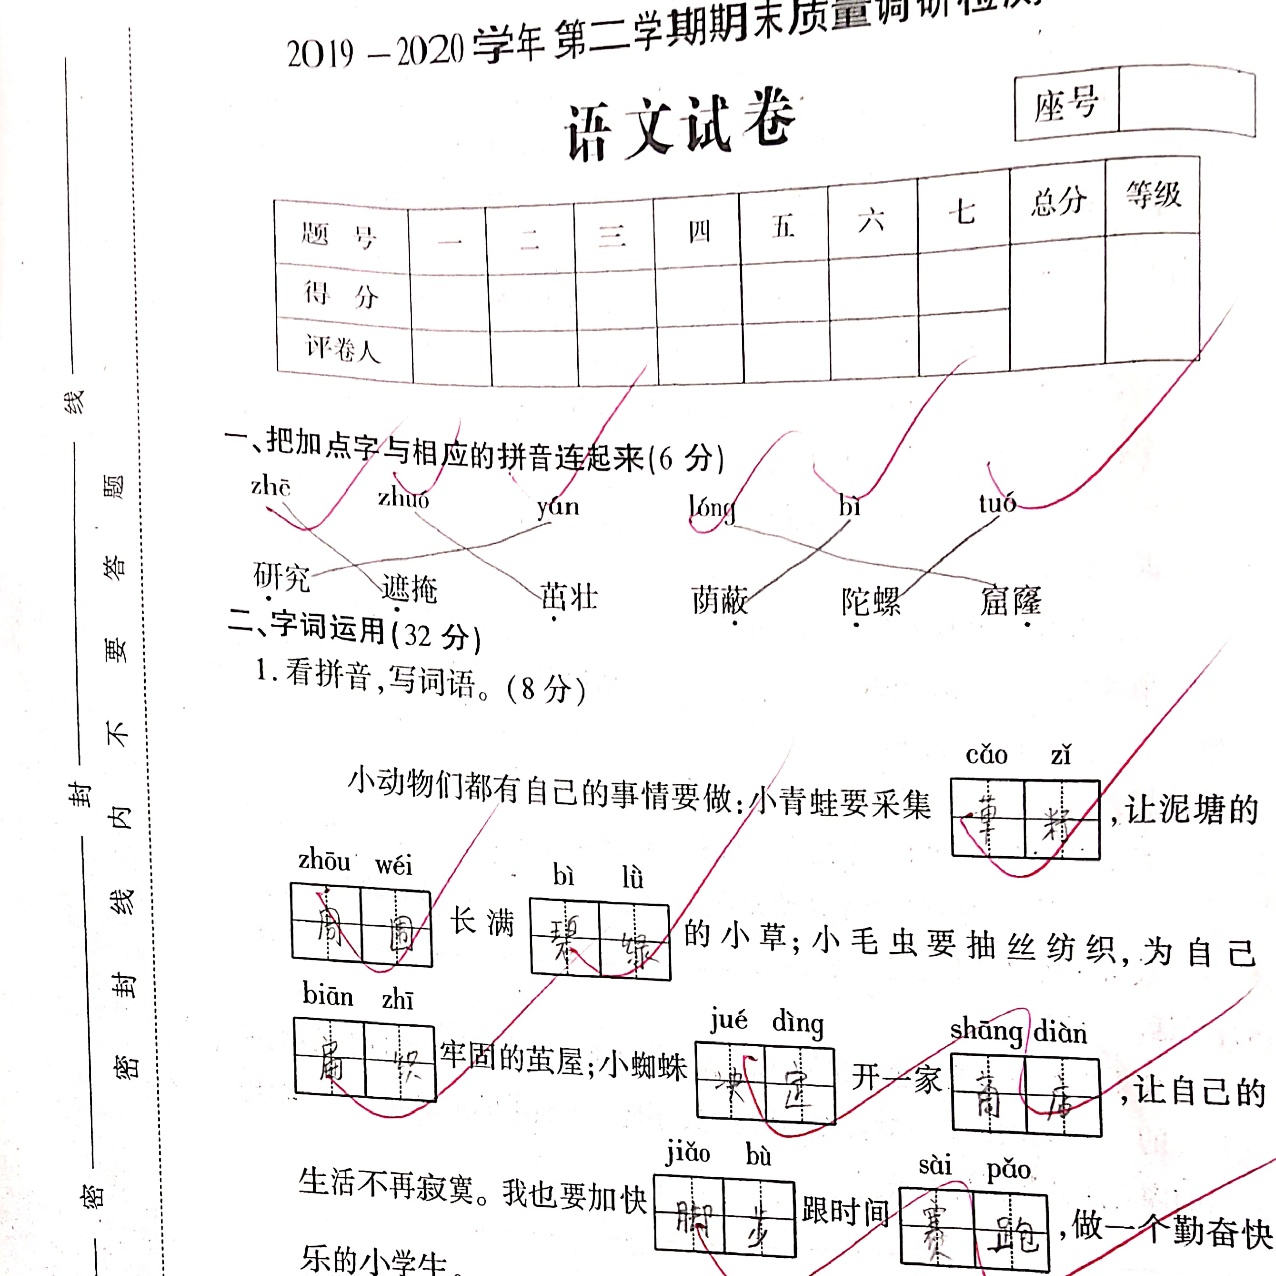 2019－2020学年第二学期期末质量调研检测
语文试卷
座号
题 号 一 二 三 四 五 六 七 总分 等级
得 分
评卷人
一、把加点字与相应的拼音连起来(6 分)
zhē zhuó yán lóng bì tuó
研究 遮掩 茁壮 荫蔽 陀螺 窟窿
二、字词运用(32 分)
1. 看拼音,写词语。(8 分)
cǎo zǐ
小动物们都有自己的事情要做:小青蛙要采集 草 籽 ,让泥塘的
zhōu wéi bì lǜ
周 围 长满 碧 绿 的小草;小毛虫要抽丝纺织,为自己
biān zhī jué dìng shāng diàn
织 牢固的茧屋;小蜘蛛 决 定 开一家 商 店 ,让自己的
jiǎo bù sài pǎo
生活不再寂寞。我也要加快 脚 步 跟时间 赛 跑 ,做一个勤奋快
乐的小学生。
线 封 密
密 封 线 内 不 要 答 题